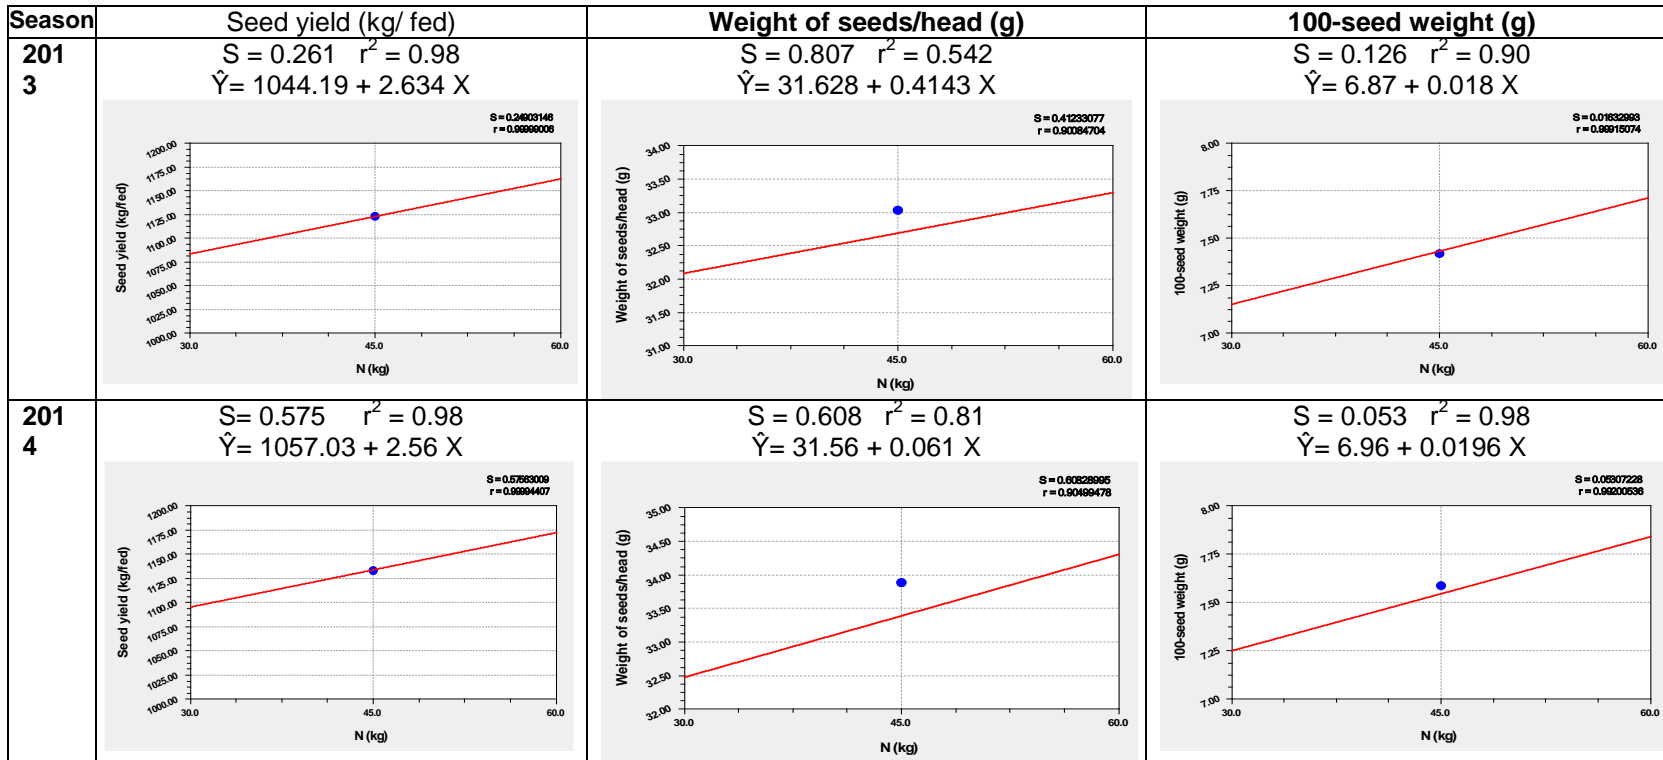 Season Seed yield (kg/ fed) Weight of seeds/head (g) 100-seed weight (g)
201
3
S = 0.261 r² = 0.98
Ŷ= 1044.19 + 2.634 X
S = 0.24903146
r = 0.99999006
1200.00
1175.00
1150.00
1125.00
1100.00
1075.00
1050.00
1025.00
1000.00
Seed yield (kg/fed)
30.0 45.0 60.0
N (kg)
S = 0.807 r² = 0.542
Ŷ= 31.628 + 0.4143 X
S = 0.41233077
r = 0.90084704
34.00
33.50
33.00
32.50
32.00
31.50
31.00
Weight of seeds/head (g)
30.0 45.0 60.0
N (kg)
S = 0.126 r² = 0.90
Ŷ= 6.87 + 0.018 X
S = 0.01632993
r = 0.99915074
8.00
7.75
7.50
7.25
7.00
100-seed weight (g)
30.0 45.0 60.0
N (kg)
201
4
S= 0.575 r² = 0.98
Ŷ= 1057.03 + 2.56 X
S = 0.57563009
r = 0.99994407
1200.00
1175.00
1150.00
1125.00
1100.00
1075.00
1050.00
1025.00
1000.00
Seed yield (kg/fed)
30.0 45.0 60.0
N (kg)
S = 0.608 r² = 0.81
Ŷ= 31.56 + 0.061 X
S = 0.60828995
r = 0.90499478
35.00
34.50
34.00
33.50
33.00
32.50
32.00
Weight of seeds/head (g)
30.0 45.0 60.0
N (kg)
S = 0.053 r² = 0.98
Ŷ= 6.96 + 0.0196 X
S = 0.05307228
r = 0.99200536
8.00
7.75
7.50
7.25
7.00
100-seed weight (g)
30.0 45.0 60.0
N (kg)